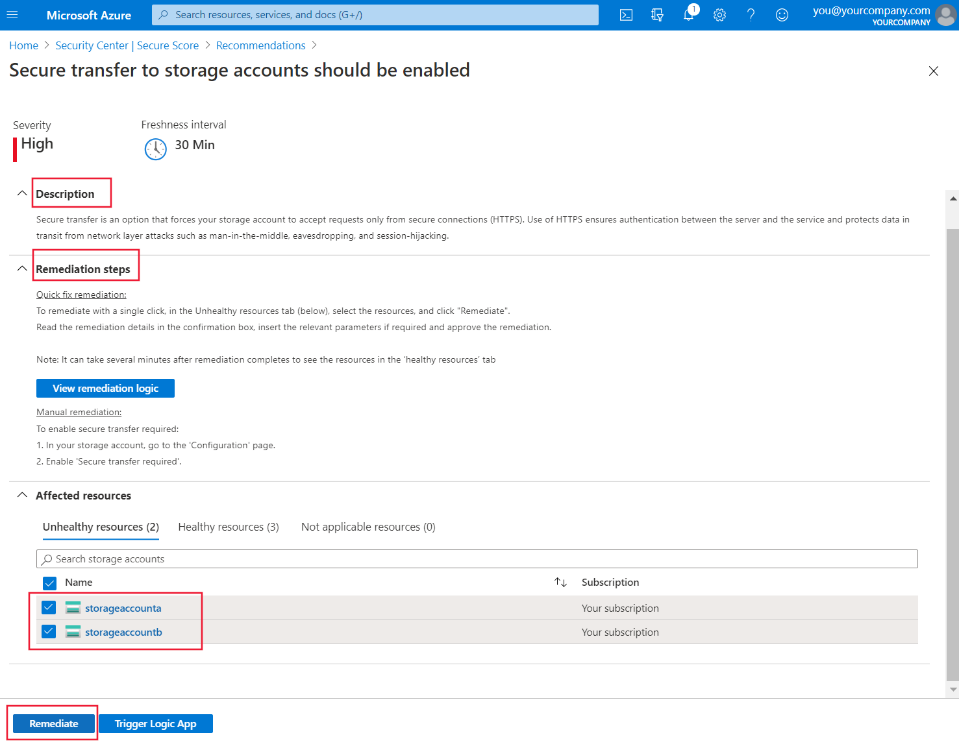 Microsoft Azure
Search resources, services, and docs (G+/)
1
you@yourcompany.com
YOURCOMPANY
Home > Security Center | Secure Score > Recommendations >
Secure transfer to storage accounts should be enabled
Severity
High
Freshness interval
30 Min
Description
Secure transfer is an option that forces your storage account to accept requests only from secure connections (HTTPS). Use of HTTPS ensures authentication between the server and the service and protects data in
transit from network layer attacks such as man-in-the-middle, eavesdropping, and session-hijacking.
Remediation steps
Quick fix remediation:
To remediate with a single click, in the Unhealthy resources tab (below), select the resources, and click "Remediate".
Read the remediation details in the confirmation box, insert the relevant parameters if required and approve the remediation.
Note: It can take several minutes after remediation completes to see the resources in the 'healthy resources' tab
View remediation logic
Manual remediation:
To enable secure transfer required:
1. In your storage account, go to the 'Configuration' page.
2. Enable 'Secure transfer required'.
Affected resources
Unhealthy resources (2) Healthy resources (3) Not applicable resources (0)
Search storage accounts
Name Subscription
storageaccounta Your subscription
storageaccountb Your subscription
Remediate Trigger Logic App